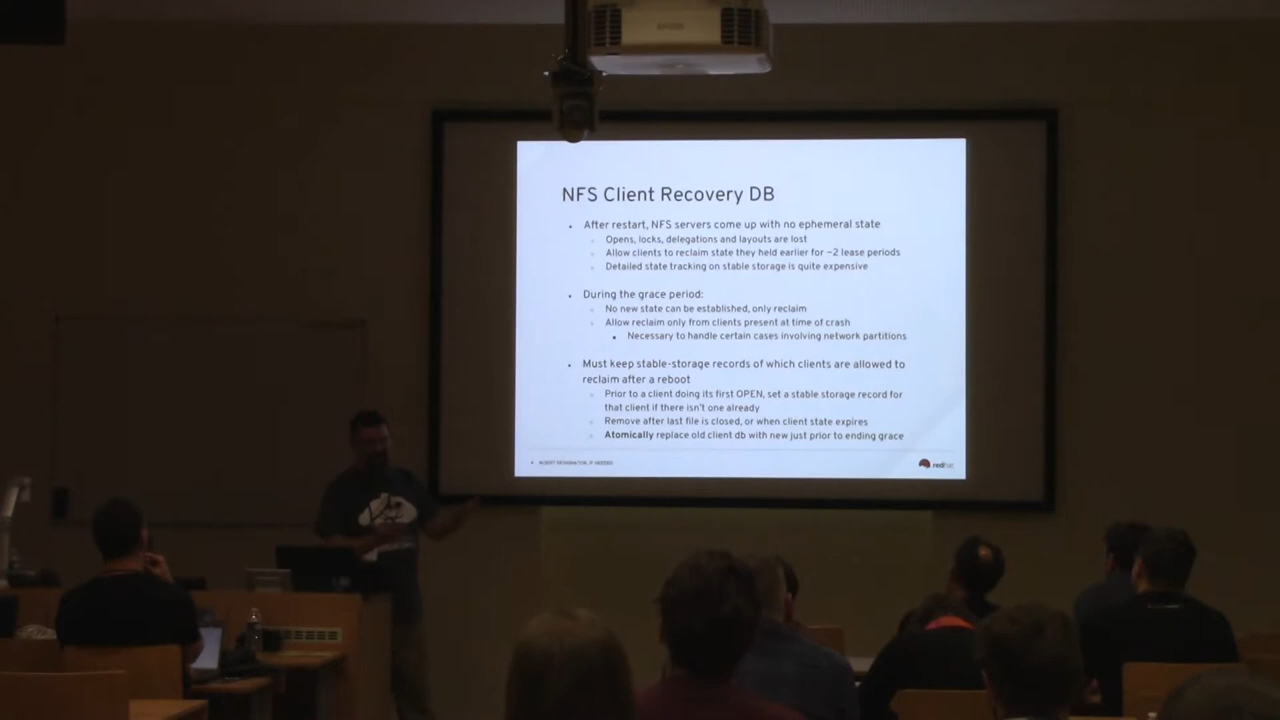 NFS Client Recovery DB
After restart, NFS servers come up with no ephemeral state
Opens, locks, delegations and layouts are lost
Allow clients to reclaim state they held earlier for ~2 lease periods
Detailed state tracking on stable storage is quite expensive
During the grace period:
No new state can be established, only reclaim
Allow reclaim only from clients present at time of crash
Necessary to handle certain cases involving network partitions
Must keep stable-storage records of which clients are allowed to
reclaim after a reboot
Prior to a client doing its first OPEN, set a stable storage record for
that client if there isn't one already
Remove after last file is closed, or when client state expires
Atomically replace old client db with new just prior to ending grace
INSERT DESIGNATOR, IF NEEDED
redhat